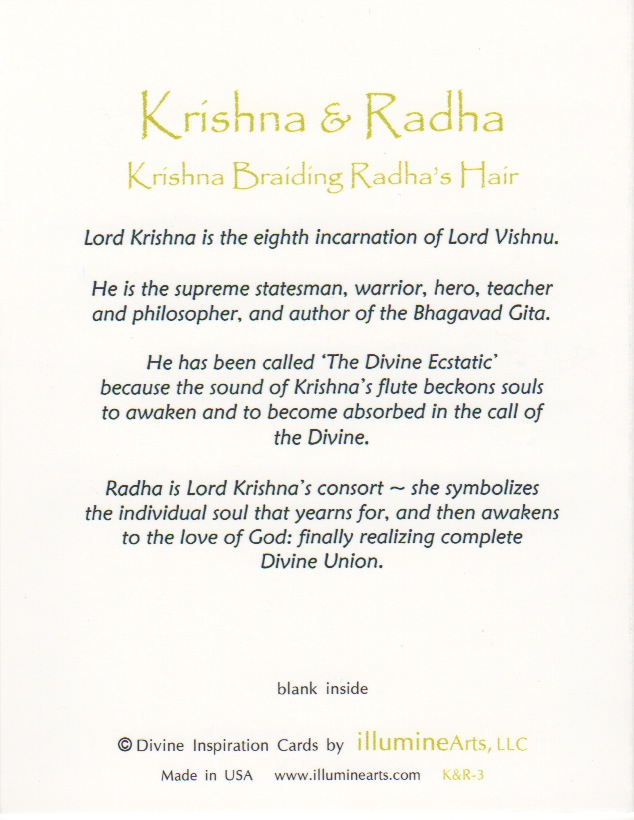 Krishna & Radha
Krishna Braiding Radha's Hair
Lord Krishna is the eighth incarnation of Lord Vishnu.
He is the supreme statesman, warrior, hero, teacher
and philosopher, and author of the Bhagavad Gita.
He has been called 'The Divine Ecstatic'
because the sound of Krishna's flute beckons souls
to awaken and to become absorbed in the call of
the Divine.
Radha is Lord Krishna's consort ~ she symbolizes
the individual soul that yearns for, and then awakens
to the love of God: finally realizing complete
Divine Union.
blank inside
© Divine Inspiration Cards by illumineArts, LLC
Made in USA www.illuminearts.com K&R-3